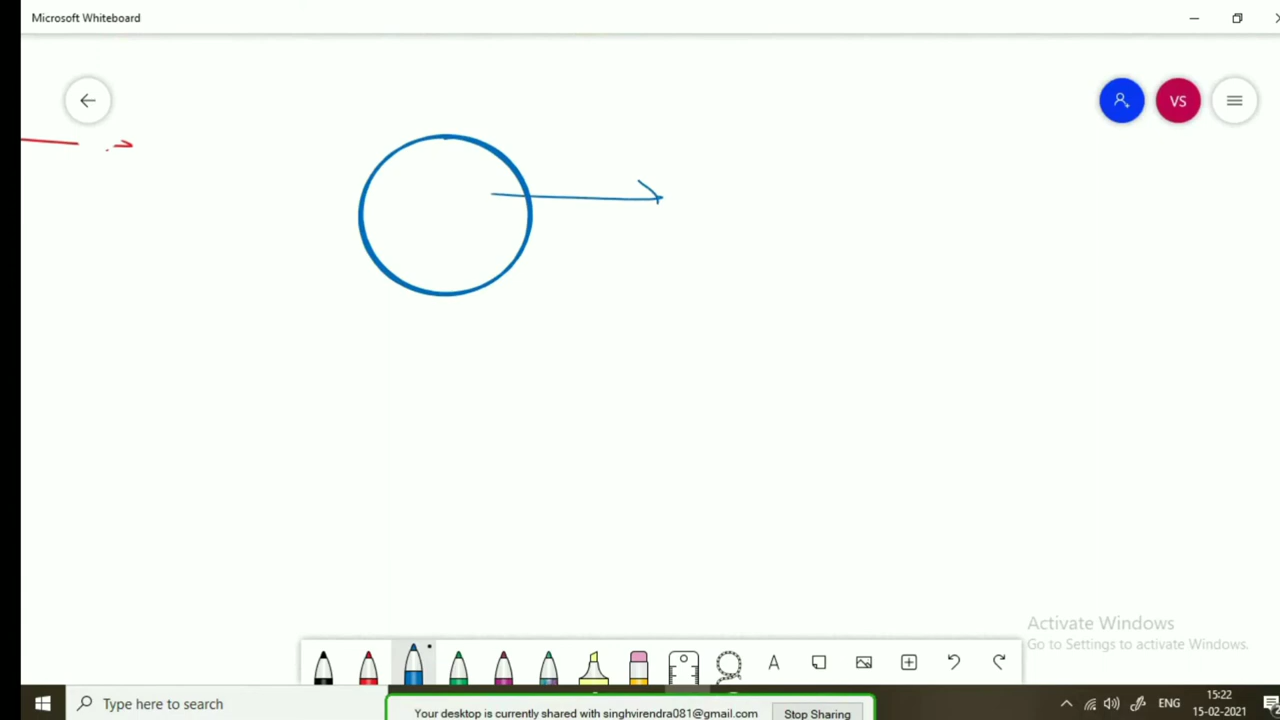 Microsoft Whiteboard
VS
A
Activate Windows
Go to Settings to activate Windows.
Type here to search
Your desktop is currently shared with singhvirendra081@gmail.com
Stop Sharing
ENG
15:22
15-02-2021
2